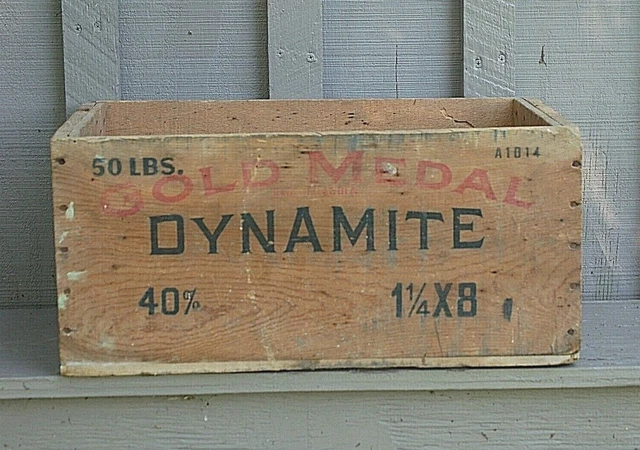 50 LBS.
A1014
GOLD MEDAL
DYNAMITE
40%
1¼X8